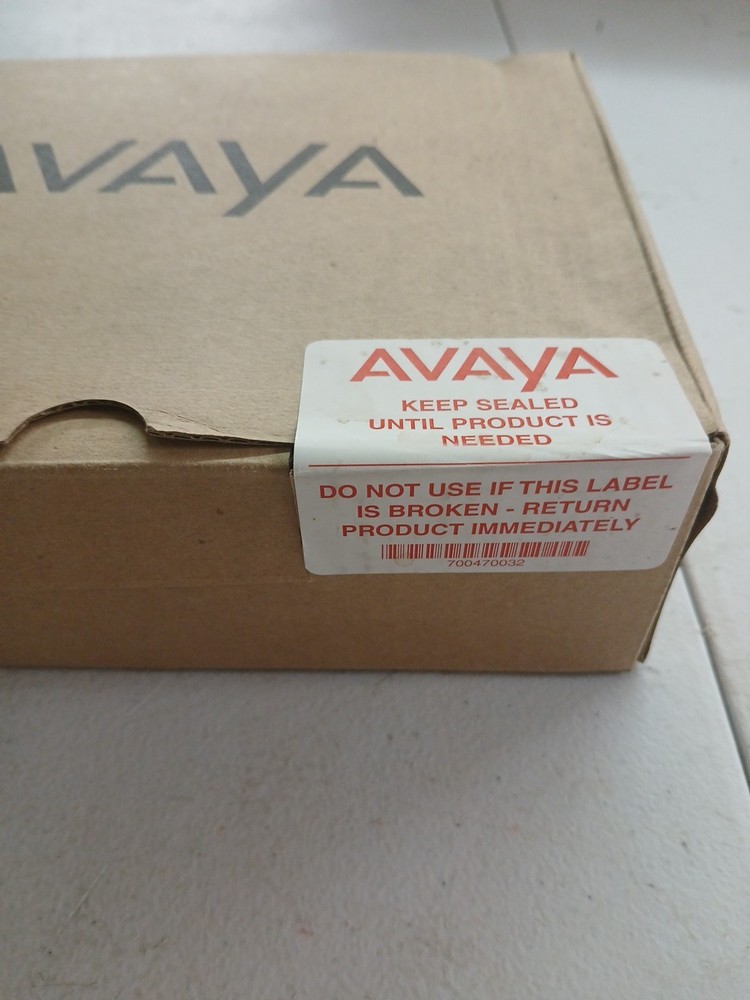 AVAYA
AVAYA
KEEP SEALED
UNTIL PRODUCT IS
NEEDED
DO NOT USE IF THIS LABEL
IS BROKEN - RETURN
PRODUCT IMMEDIATELY
700470032